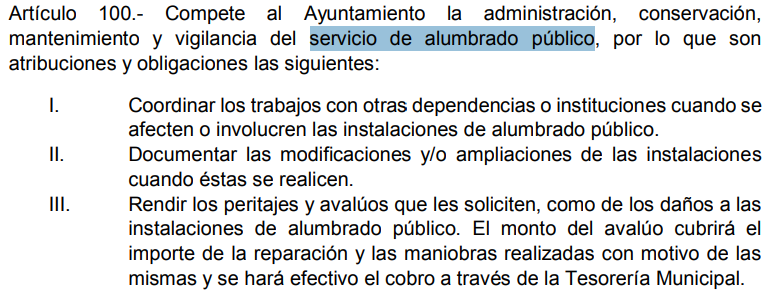 Artículo 100.- Compete al Ayuntamiento la administración, conservación,
mantenimiento y vigilancia del servicio de alumbrado público, por lo que son
atribuciones y obligaciones las siguientes:
I. Coordinar los trabajos con otras dependencias o instituciones cuando se
afecten o involucren las instalaciones de alumbrado público.
II. Documentar las modificaciones y/o ampliaciones de las instalaciones
cuando éstas se realicen.
III. Rendir los peritajes y avalúos que les soliciten, como de los daños a las
instalaciones de alumbrado público. El monto del avalúo cubrirá el
importe de la reparación y las maniobras realizadas con motivo de las
mismas y se hará efectivo el cobro a través de la Tesorería Municipal.